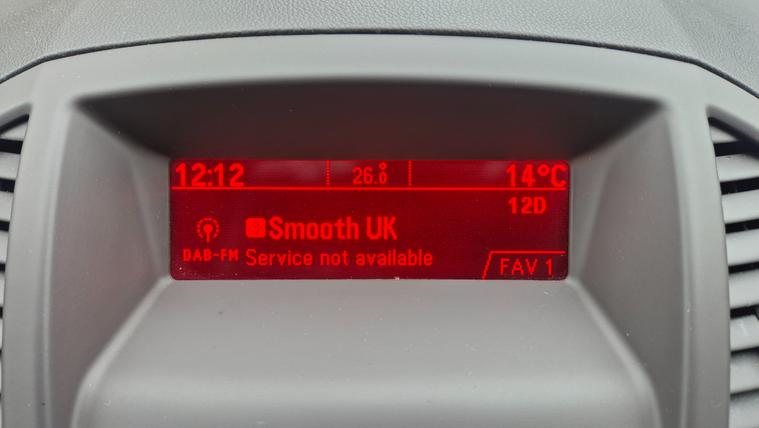 12:12 26.0 14°C
12D
Smooth UK
DAB-FM Service not available
FAV 1